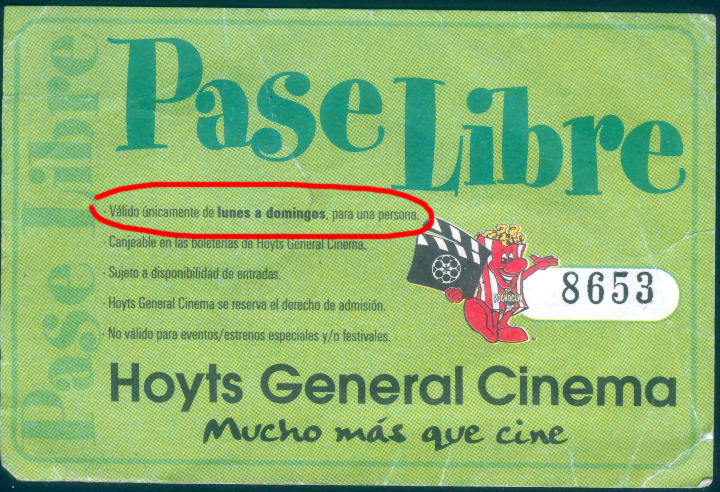 Pase Libre
Pase Libre
· Válido únicamente de lunes a domingos, para una persona.
· Canjeable en las boleterías de Hoyts General Cinema.
· Sujeto a disponibilidad de entradas.
· Hoyts General Cinema se reserva el derecho de admisión.
· No válido para eventos/estrenos especiales y/o festivales.
POCHOCLIN
8653
Hoyts General Cinema
Mucho más que cine